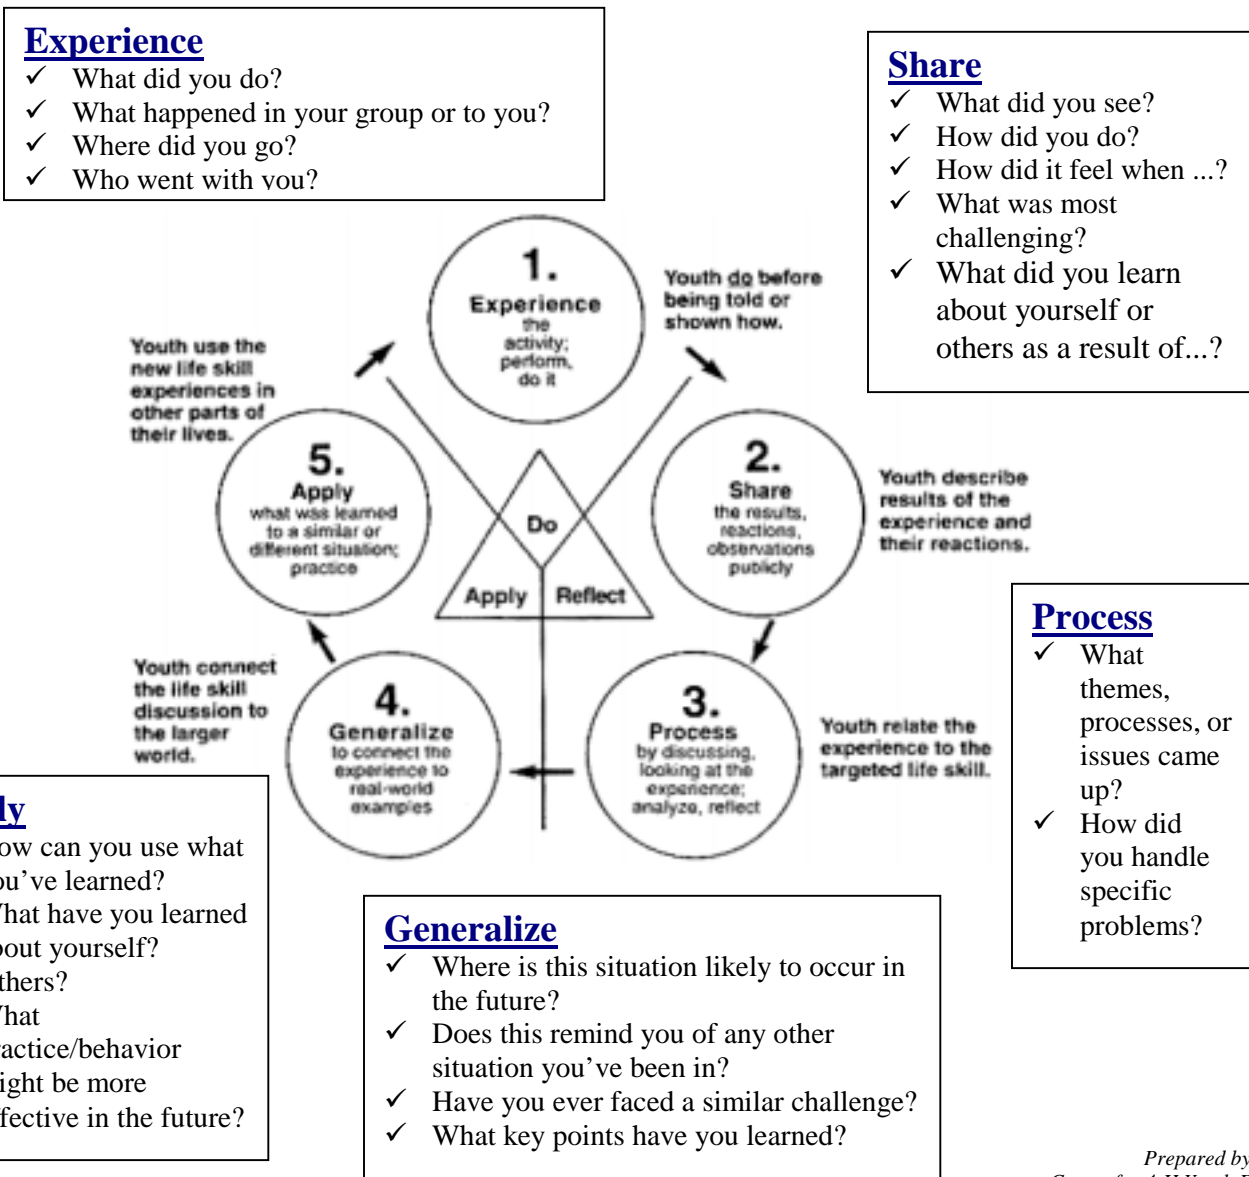 Experience
✓ What did you do?
✓ What happened in your group or to you?
✓ Where did you go?
✓ Who went with you?
Share
✓ What did you see?
✓ How did you do?
✓ How did it feel when ...?
✓ What was most
challenging?
✓ What did you learn
about yourself or
others as a result of...?
1.
Experience
the
activity;
perform,
do it
Youth do before
being told or
shown how.
2.
Share
the results,
reactions,
observations
publicly
Youth describe
results of the
experience and
their reactions.
3.
Process
by discussing,
looking at the
experience;
analyze, reflect
Youth relate the
experience to the
targeted life skill.
4.
Generalize
to connect the
experience to
real-world
examples
Youth connect
the life skill
discussion to
the larger
world.
5.
Apply
what was learned
to a similar or
different situation;
practice
Youth use the
new life skill
experiences in
other parts of
their lives.
Do
Apply Reflect
Process
✓ What
themes,
processes, or
issues came
up?
✓ How did
you handle
specific
problems?
ly
ow can you use what
ou've learned?
hat have you learned
bout yourself?
thers?
hat
ractice/behavior
ight be more
ffective in the future?
Generalize
✓ Where is this situation likely to occur in
the future?
✓ Does this remind you of any other
situation you've been in?
✓ Have you ever faced a similar challenge?
✓ What key points have you learned?
Prepared by